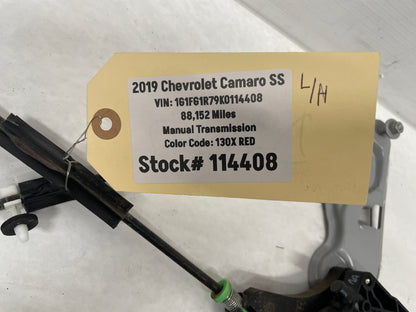 2019 Chevrolet Camaro SS
VIN: 1G1FG1R79K0114408
88,152 Miles
Manual Transmission
Color Code: 130X RED
Stock# 114408
L/H